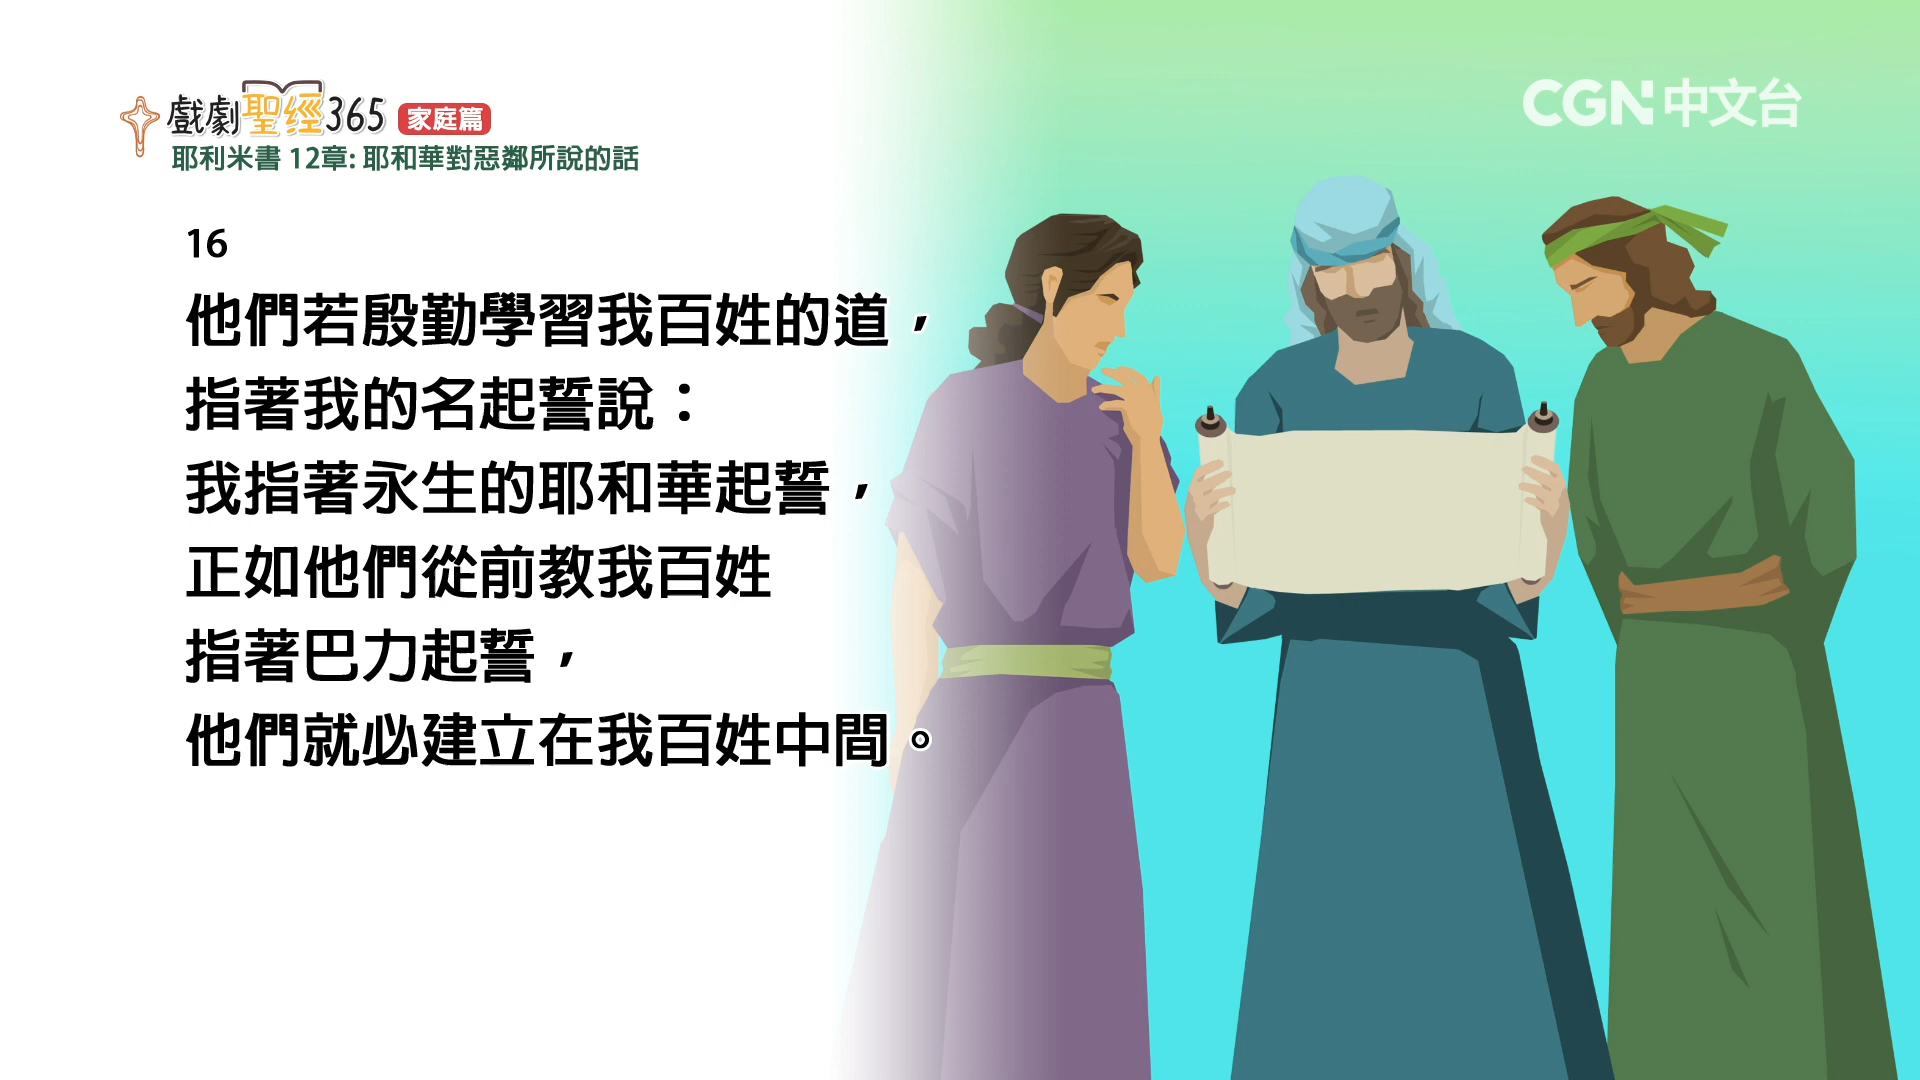 戲劇聖經365 家庭篇
CGN 中文台
耶利米書 12章: 耶和華對惡鄰所說的話
16
他們若殷勤學習我百姓的道，
指著我的名起誓說：
我指著永生的耶和華起誓，
正如他們從前教我百姓
指著巴力起誓，
他們就必建立在我百姓中間。